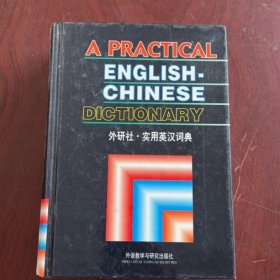 A PRACTICAL
ENGLISH-
CHINESE
DICTIONARY
外研社·实用英汉词典
外语教学与研究出版社